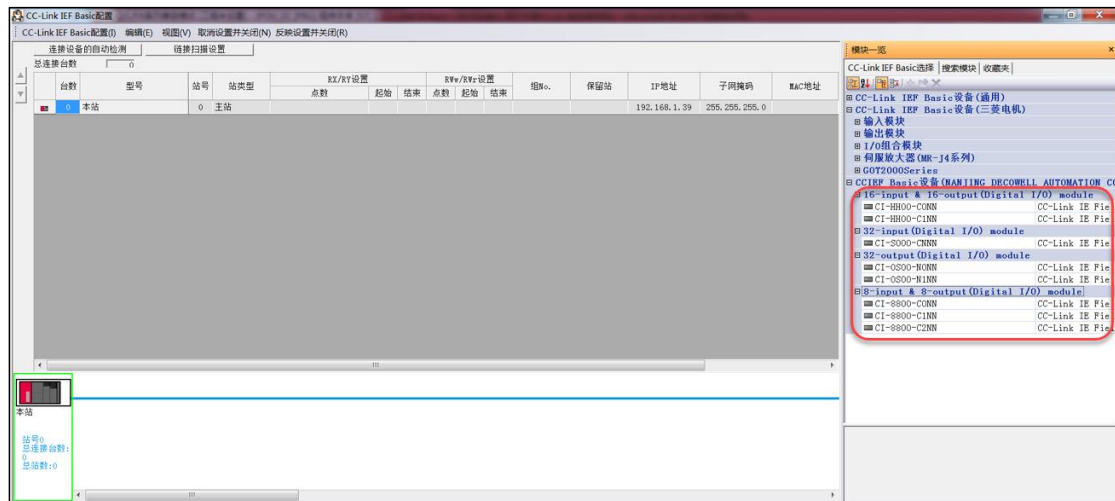 CC-Link IEF Basic配置
CC-Link IEF Basic配置(I) 编辑(E) 视图(V) 取消设置并关闭(N) 反映设置并关闭(R)
连接设备的自动检测 链接扫描设置
总连接台数 0
台数 型号 站号 站类型 RX/RY设置 RWw/RWr设置 组No. 保留站 IP地址 子网掩码 MAC地址
点数 起始 结束 点数 起始 结束
0 本站 0 主站 192.168.1.39 255.255.255.0
本站
站号0
总连接台数:
0
总站数:0
模块一览
CC-Link IEF Basic选择 搜索模块 收藏夹
CC-Link IEF Basic设备(通用)
CC-Link IEF Basic设备(三菱电机)
输入模块
输出模块
I/O组合模块
伺服放大器(MR-J4系列)
GOT2000Series
CCIEF Basic设备(NANJING DECOWELL AUTOMATION CO
16-input & 16-output(Digital I/O) module
CI-HH00-C0NN CC-Link IE Fie
CI-HH00-C1NN CC-Link IE Fie
32-input(Digital I/O) module
CI-S000-CNNN CC-Link IE Fie
32-output(Digital I/O) module
CI-0S00-N0NN CC-Link IE Fie
CI-0S00-N1NN CC-Link IE Fie
8-input & 8-output(Digital I/O) module
CI-8800-C0NN CC-Link IE Fie
CI-8800-C1NN CC-Link IE Fie
CI-8800-C2NN CC-Link IE Fie